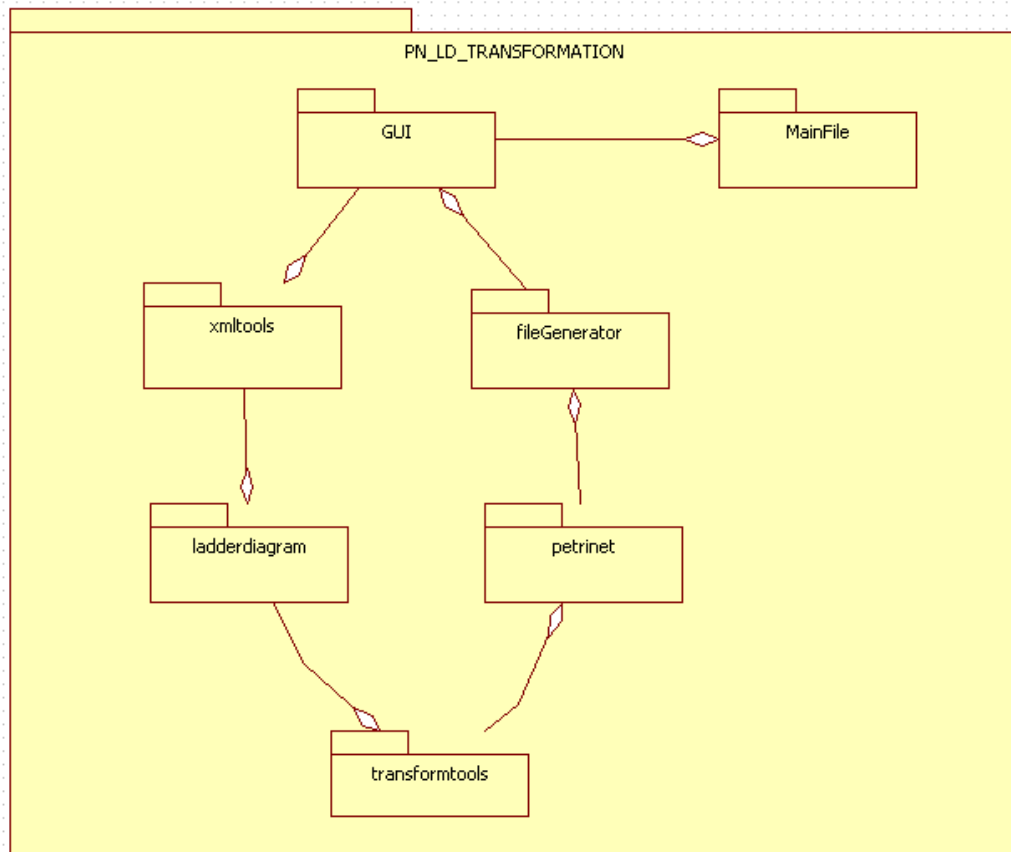 PN_LD_TRANSFORMATION
GUI
MainFile
xmltools
fileGenerator
ladderdiagram
petrinet
transformtools